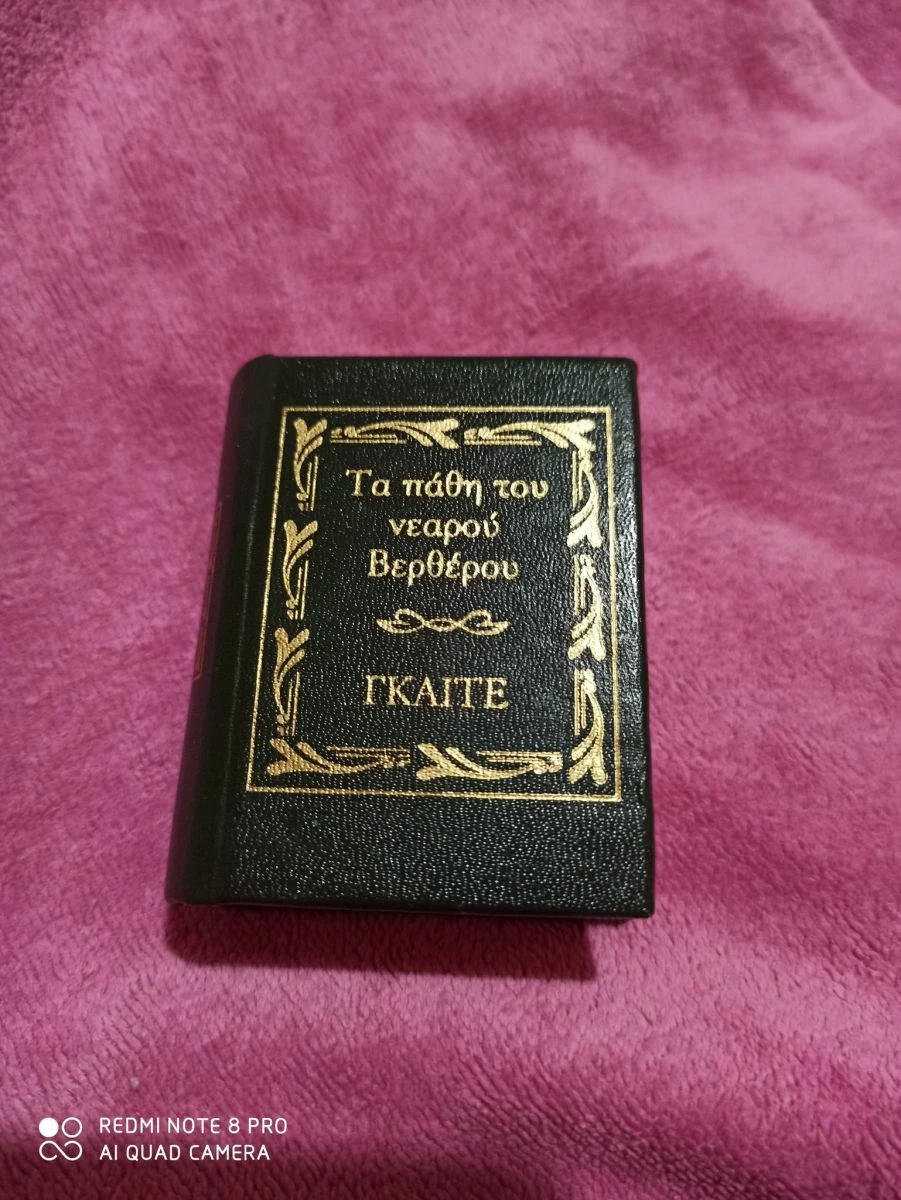 Τα πάθη του
νεαρού
Βερθέρου
ΓΚΑΙΤΕ
REDMI NOTE 8 PRO
AI QUAD CAMERA